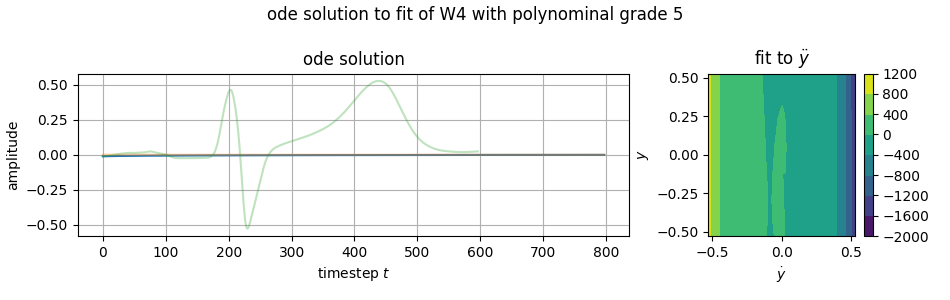 ode solution to fit of W4 with polynominal grade 5
ode solution
fit to ÿ
amplitude
0.50
0.25
0.00
−0.25
−0.50
0 100 200 300 400 500 600 700 800
timestep t
y
0.50
0.25
0.00
−0.25
−0.50
−0.5 0.0 0.5
ẏ
1200
800
400
0
−400
−800
−1200
−1600
−2000